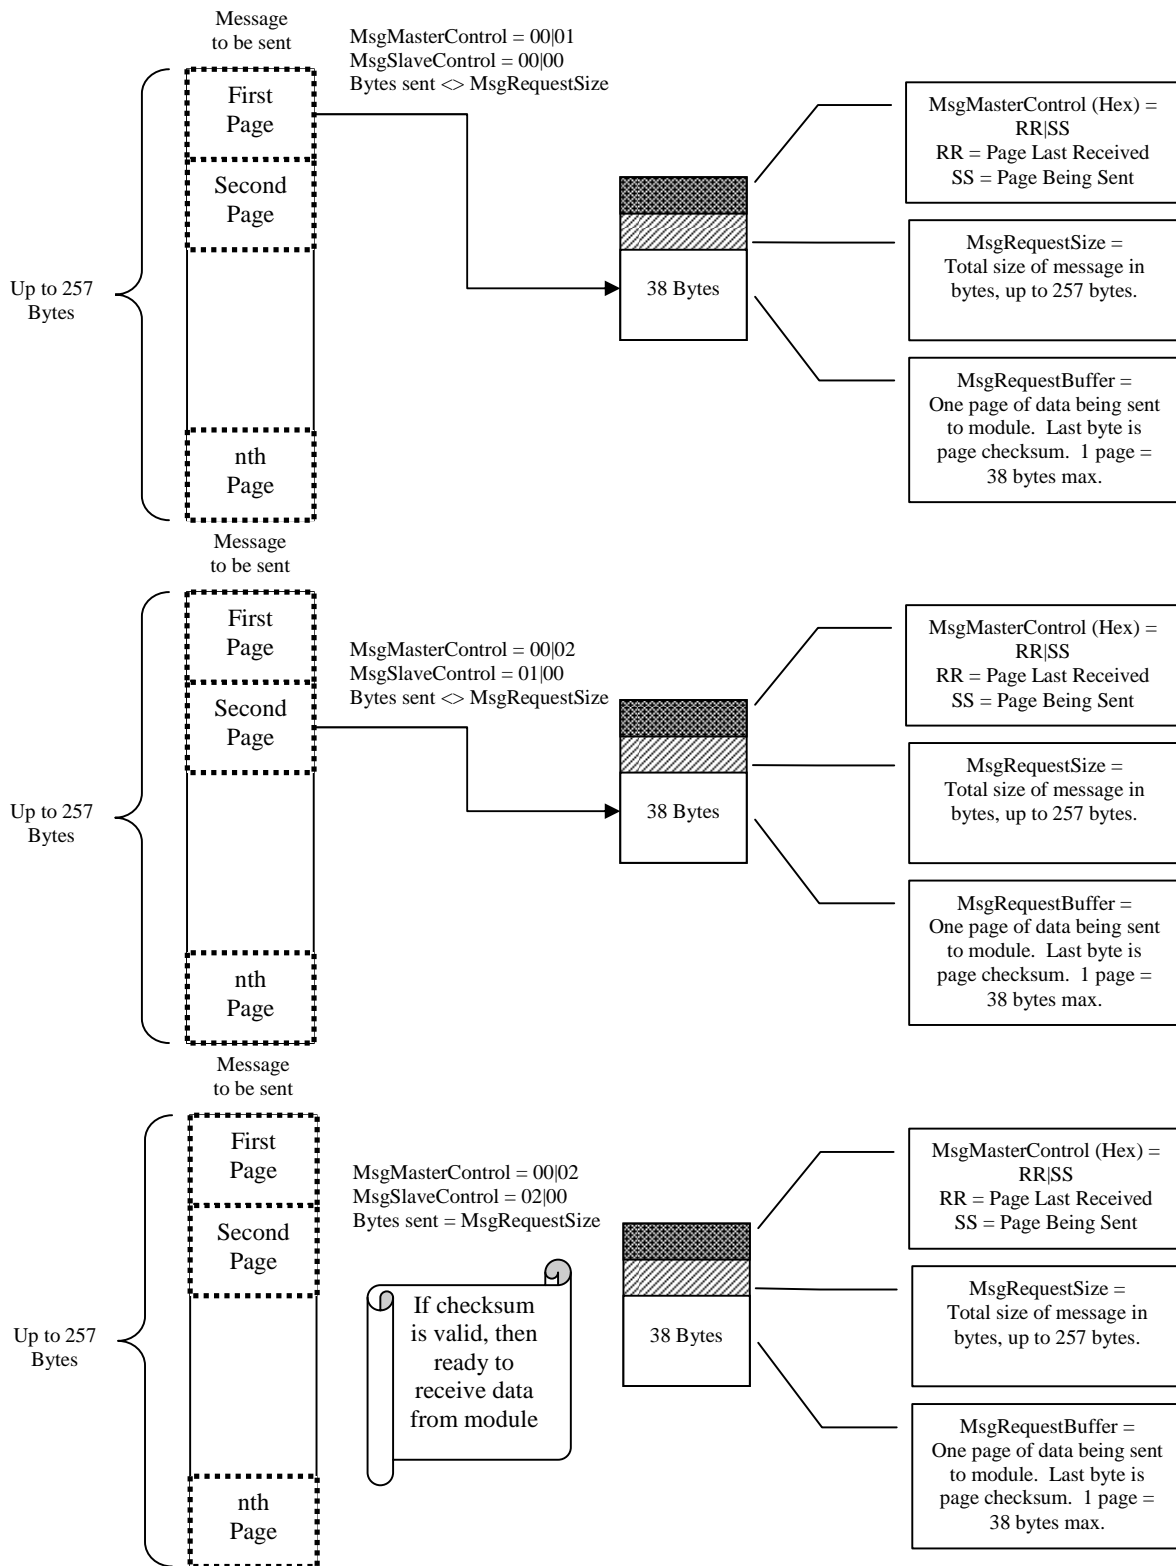 Message
to be sent
MsgMasterControl = 00|01
MsgSlaveControl = 00|00
Bytes sent <> MsgRequestSize
First
Page
Second
Page
nth
Page
Up to 257
Bytes
38 Bytes
MsgMasterControl (Hex) =
RR|SS
RR = Page Last Received
SS = Page Being Sent
MsgRequestSize =
Total size of message in
bytes, up to 257 bytes.
MsgRequestBuffer =
One page of data being sent
to module. Last byte is
page checksum. 1 page =
38 bytes max.
Message
to be sent
MsgMasterControl = 00|02
MsgSlaveControl = 01|00
Bytes sent <> MsgRequestSize
First
Page
Second
Page
nth
Page
Up to 257
Bytes
38 Bytes
MsgMasterControl (Hex) =
RR|SS
RR = Page Last Received
SS = Page Being Sent
MsgRequestSize =
Total size of message in
bytes, up to 257 bytes.
MsgRequestBuffer =
One page of data being sent
to module. Last byte is
page checksum. 1 page =
38 bytes max.
Message
to be sent
MsgMasterControl = 00|02
MsgSlaveControl = 02|00
Bytes sent = MsgRequestSize
First
Page
Second
Page
nth
Page
Up to 257
Bytes
If checksum
is valid, then
ready to
receive data
from module
38 Bytes
MsgMasterControl (Hex) =
RR|SS
RR = Page Last Received
SS = Page Being Sent
MsgRequestSize =
Total size of message in
bytes, up to 257 bytes.
MsgRequestBuffer =
One page of data being sent
to module. Last byte is
page checksum. 1 page =
38 bytes max.